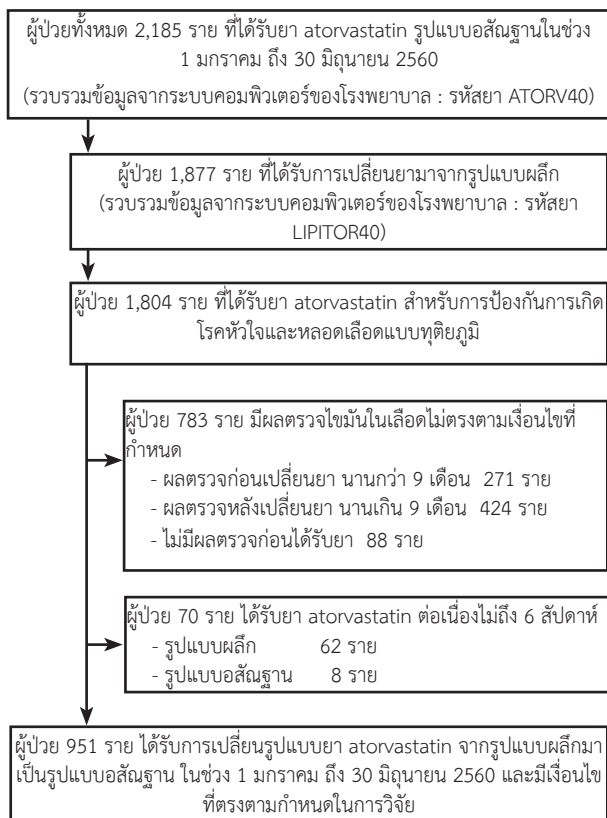 ผู้ป่วยทั้งหมด 2,185 ราย ที่ได้รับยา atorvastatin รูปแบบอสัณฐานในช่วง
1 มกราคม ถึง 30 มิถุนายน 2560
(รวบรวมข้อมูลจากระบบคอมพิวเตอร์ของโรงพยาบาล : รหัสยา ATORV40)
ผู้ป่วย 1,877 ราย ที่ได้รับการเปลี่ยนยามาจากรูปแบบผลึก
(รวบรวมข้อมูลจากระบบคอมพิวเตอร์ของโรงพยาบาล : รหัสยา
LIPITOR40)
ผู้ป่วย 1,804 ราย ที่ได้รับยา atorvastatin สำหรับการป้องกันการเกิด
โรคหัวใจและหลอดเลือดแบบทุติยภูมิ
ผู้ป่วย 783 ราย มีผลตรวจไขมันในเลือดไม่ตรงตามเงื่อนไขที่
กำหนด
- ผลตรวจก่อนเปลี่ยนยา นานกว่า 9 เดือน 271 ราย
- ผลตรวจหลังเปลี่ยนยา นานเกิน 9 เดือน 424 ราย
- ไม่มีผลตรวจก่อนได้รับยา 88 ราย
ผู้ป่วย 70 ราย ได้รับยา atorvastatin ต่อเนื่องไม่ถึง 6 สัปดาห์
- รูปแบบผลึก 62 ราย
- รูปแบบอสัณฐาน 8 ราย
ผู้ป่วย 951 ราย ได้รับการเปลี่ยนรูปแบบยา atorvastatin จากรูปแบบผลึกมา
เป็นรูปแบบอสัณฐาน ในช่วง 1 มกราคม ถึง 30 มิถุนายน 2560 และมีเงื่อนไข
ที่ตรงตามกำหนดในการวิจัย